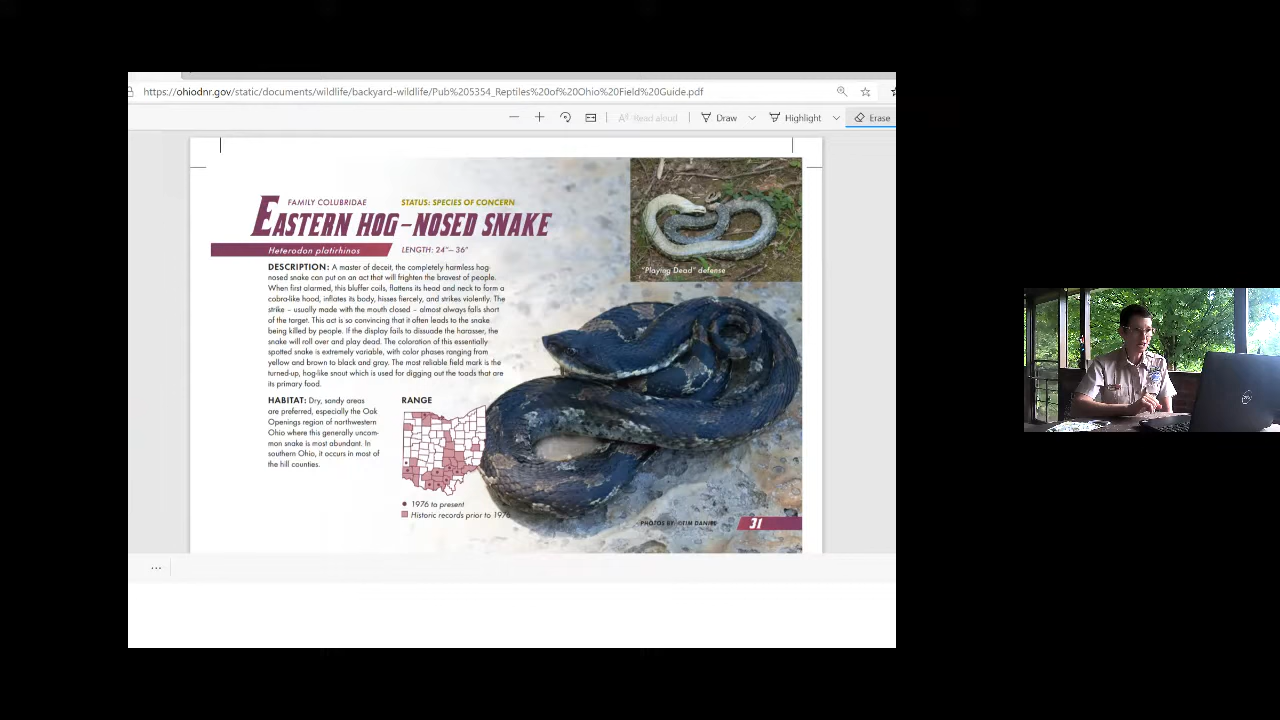 https://ohiodnr.gov/static/documents/wildlife/backyard-wildlife/Pub%205354_Reptiles%20of%20Ohio%20Field%20Guide.pdf
Read aloud
Draw
Highlight
Erase
FAMILY COLUBRIDAE
STATUS: SPECIES OF CONCERN
EASTERN HOG-NOSED SNAKE
Heterodon platirhinos
LENGTH: 24"– 36"
DESCRIPTION: A master of deceit, the completely harmless hog-
nosed snake can put on an act that will frighten the bravest of people.
When first alarmed, this bluffer coils, flattens its head and neck to form a
cobra-like hood, inflates its body, hisses fiercely, and strikes violently. The
strike – usually made with the mouth closed – almost always falls short
of the target. This act is so convincing that it often leads to the snake
being killed by people. If the display fails to dissuade the harasser, the
snake will roll over and play dead. The coloration of this essentially
spotted snake is extremely variable, with color phases ranging from
yellow and brown to black and gray. The most reliable field mark is the
turned-up, hog-like snout which is used for digging out the toads that are
its primary food.
HABITAT: Dry, sandy areas
are preferred, especially the Oak
Openings region of northwestern
Ohio where this generally uncom-
mon snake is most abundant. In
southern Ohio, it occurs in most of
the hill counties.
RANGE
1976 to present
Historic records prior to 1976
"Playing Dead" defense
PHOTOS BY ©TIM DANIEL
31